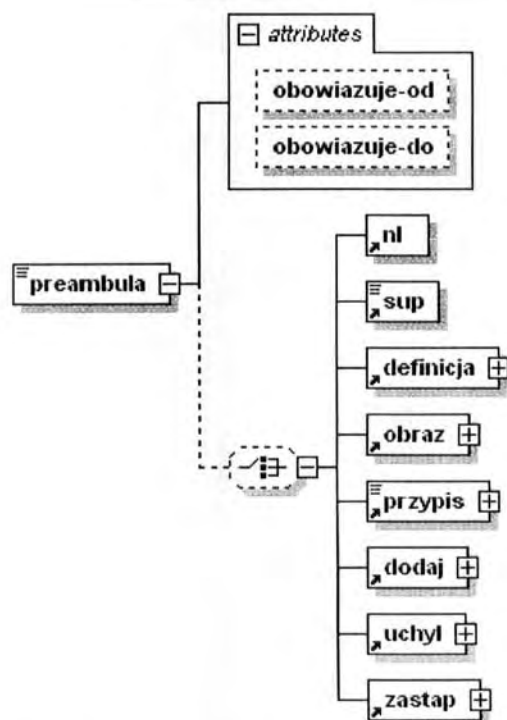 attributes
obowiazuje-od
obowiazuje-do
preambula
nl
sup
definicja
obraz
przypis
dodaj
uchyl
zastap